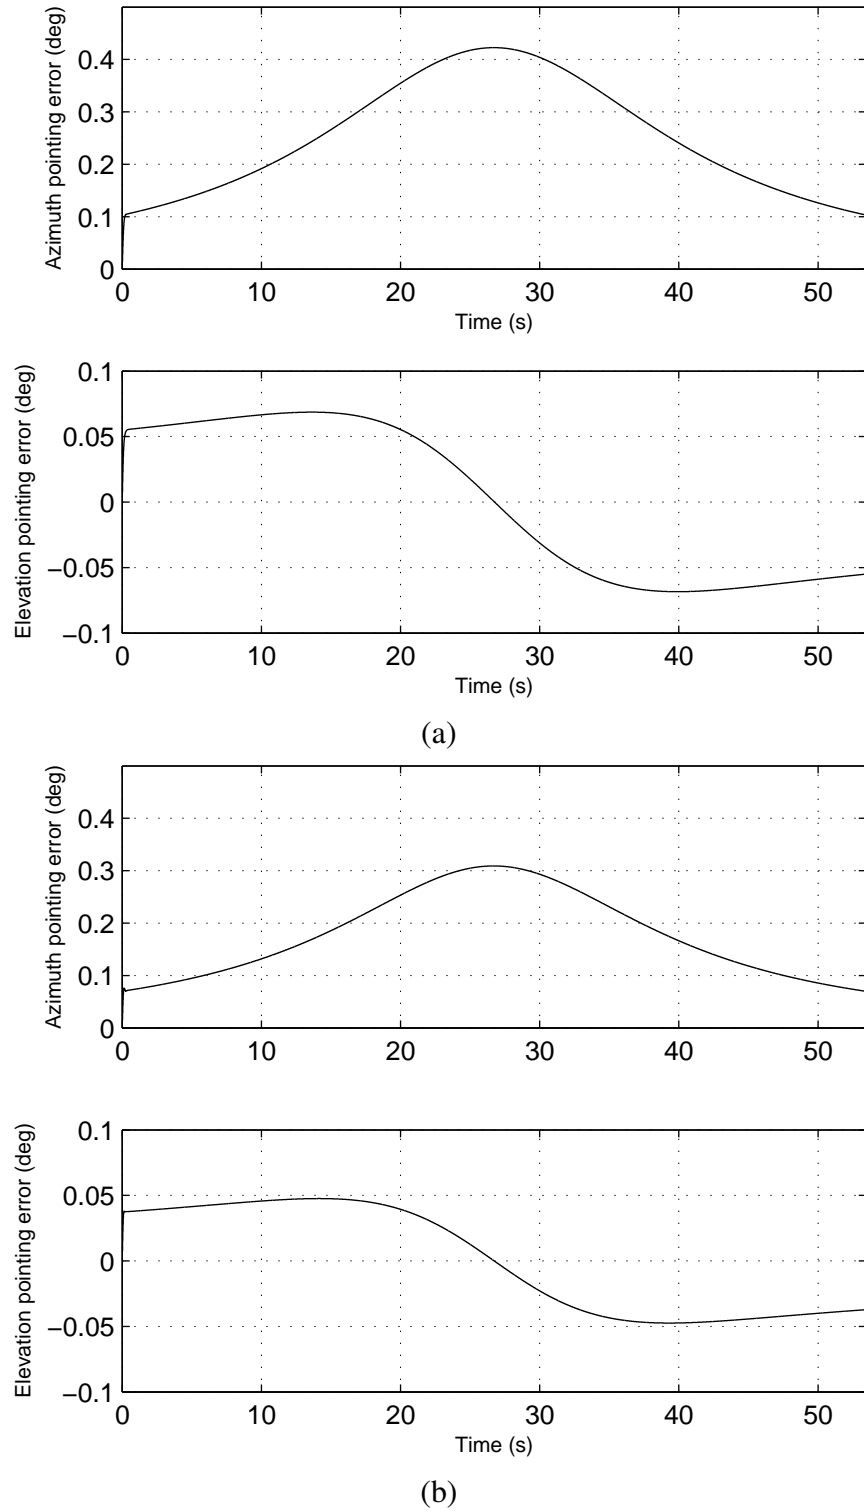 Azimuth pointing error (deg)
0.4
0.3
0.2
0.1
0
0 10 20 30 40 50
Time (s)
Elevation pointing error (deg)
0.1
0.05
0
−0.05
−0.1
0 10 20 30 40 50
Time (s)
(a)
Azimuth pointing error (deg)
0.4
0.3
0.2
0.1
0
0 10 20 30 40 50
Elevation pointing error (deg)
0.1
0.05
0
−0.05
−0.1
0 10 20 30 40 50
Time (s)
(b)